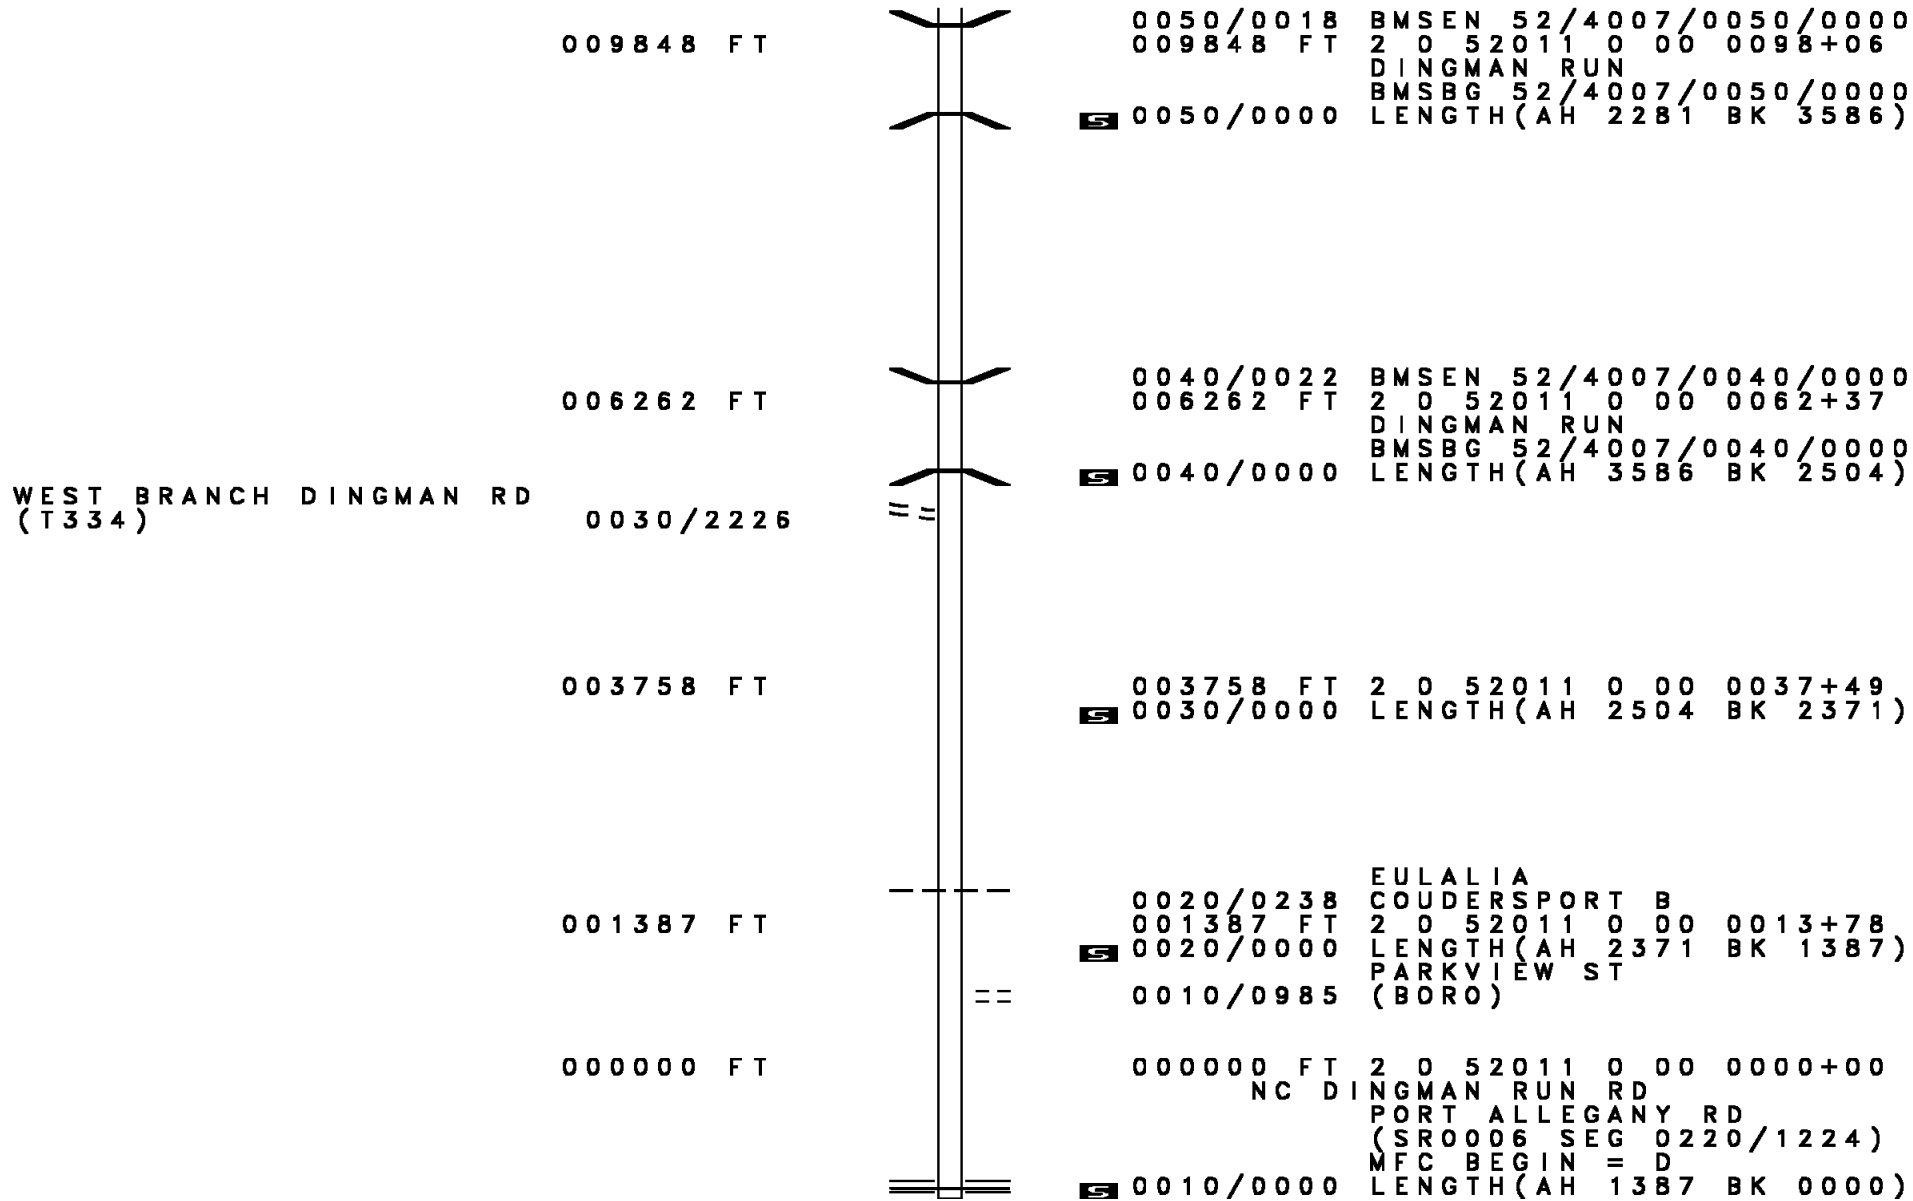 0050/0018 BMSEN 52/4007/0050/0000
009848 FT 009848 FT 2 0 52011 0 00 0098+06
DINGMAN RUN
BMSBG 52/4007/0050/0000
S 0050/0000 LENGTH(AH 2281 BK 3586)
0040/0022 BMSEN 52/4007/0040/0000
006262 FT 006262 FT 2 0 52011 0 00 0062+37
DINGMAN RUN
BMSBG 52/4007/0040/0000
S 0040/0000 LENGTH(AH 3586 BK 2504)
WEST BRANCH DINGMAN RD
(T334) 0030/2226
003758 FT 003758 FT 2 0 52011 0 00 0037+49
S 0030/0000 LENGTH(AH 2504 BK 2371)
EULALIA
0020/0238 COUDERSPORT B
001387 FT 001387 FT 2 0 52011 0 00 0013+78
S 0020/0000 LENGTH(AH 2371 BK 1387)
PARKVIEW ST
0010/0985 (BORO)
000000 FT 000000 FT 2 0 52011 0 00 0000+00
NC DINGMAN RUN RD
PORT ALLEGANY RD
(SR0006 SEG 0220/1224)
MFC BEGIN = D
S 0010/0000 LENGTH(AH 1387 BK 0000)